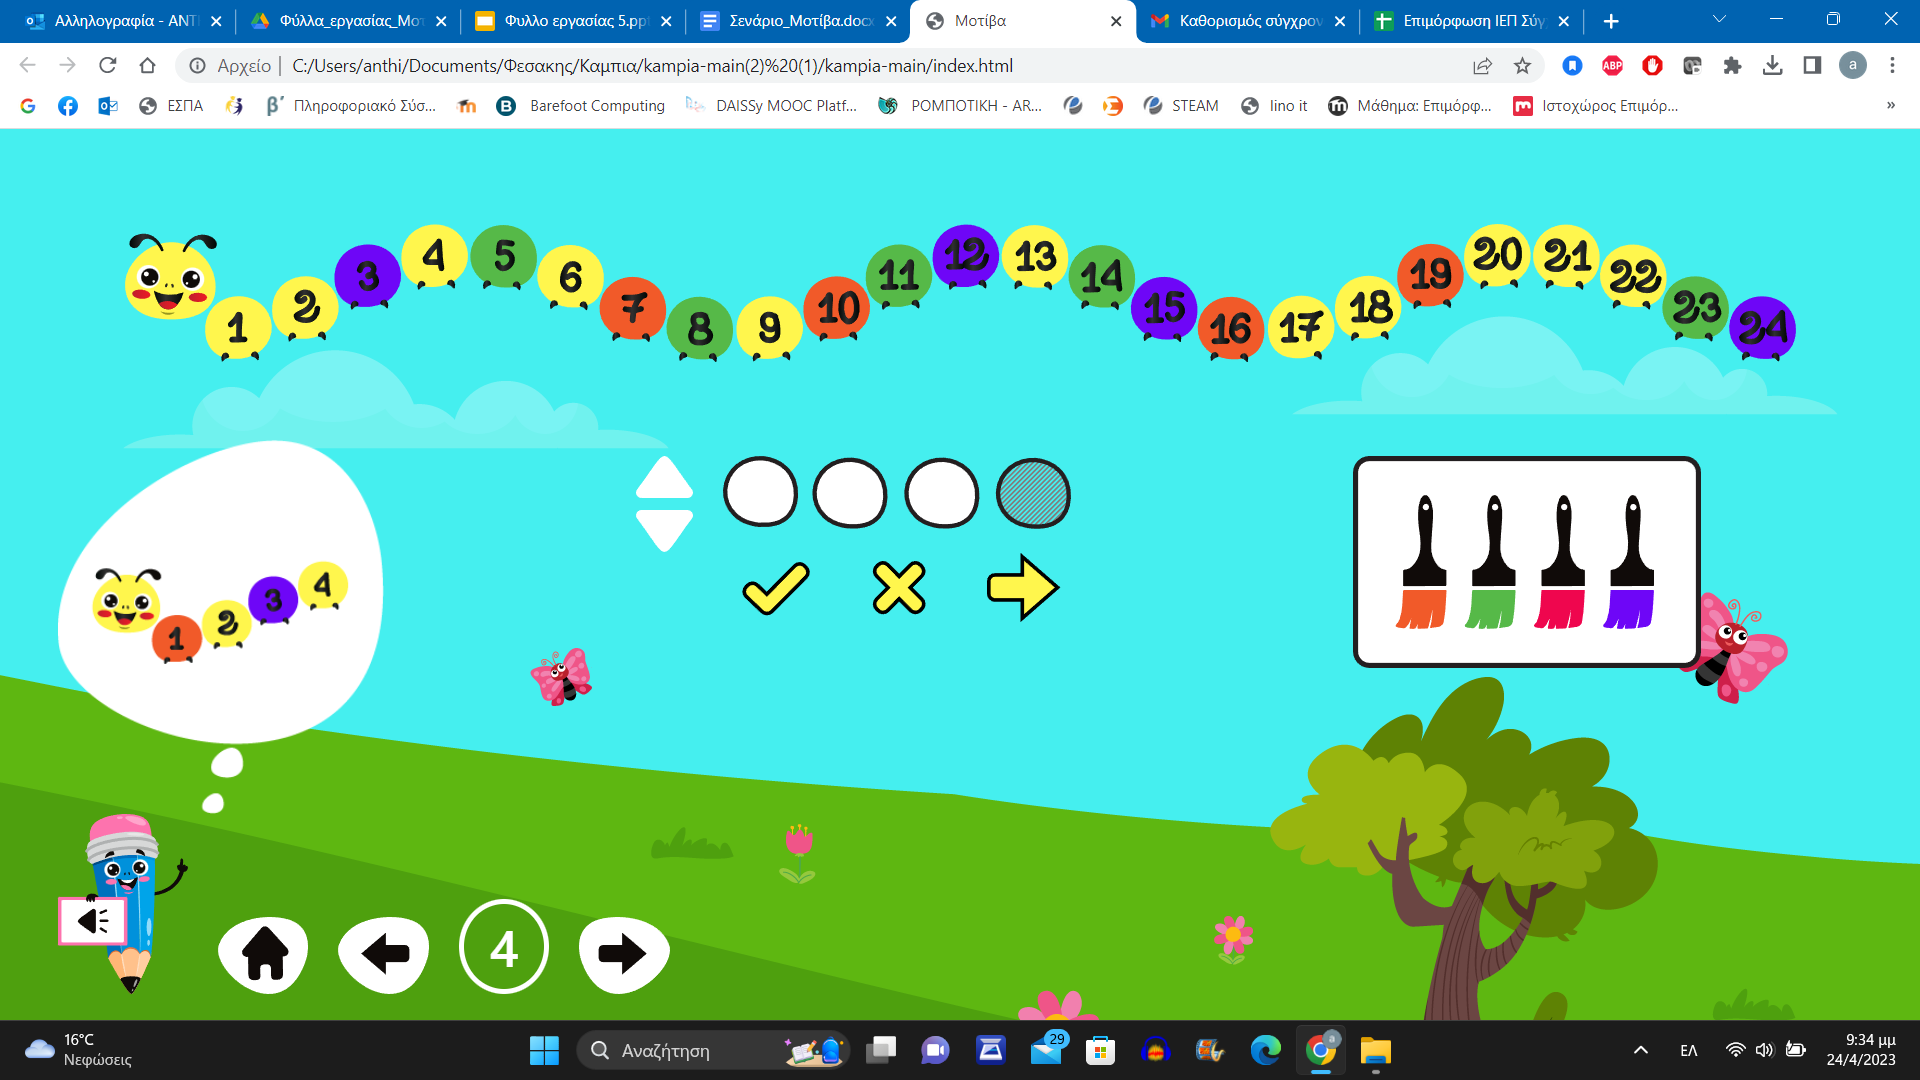 Αλληλογραφία - ANTH
Φύλλα_εργασίας_Μοτ
Φυλλο εργασίας 5.ppt
Σενάριο_Μοτίβα.docx
Μοτίβα
Καθορισμός σύγχρον
Επιμόρφωση ΙΕΠ Σύγ
Αρχείο | C:/Users/anthi/Documents/Φεσακης/Καμπια/kampia-main(2)%20(1)/kampia-main/index.html
ABP
a
ΕΣΠΑ
Πληροφοριακό Σύσ...
Barefoot Computing
DAISSy MOOC Platf...
ΡΟΜΠΟΤΙΚΗ - AR...
STEAM
lino it
Μάθημα: Επιμόρφ...
Ιστοχώρος Επιμόρ...
»
1 2 3 4 5 6 7 8 9 10 11 12 13 14 15 16 17 18 19 20 21 22 23 24
1 2 3 4
4
16°C
Νεφώσεις
Αναζήτηση
29
ΕΛ
9:34 μμ
24/4/2023